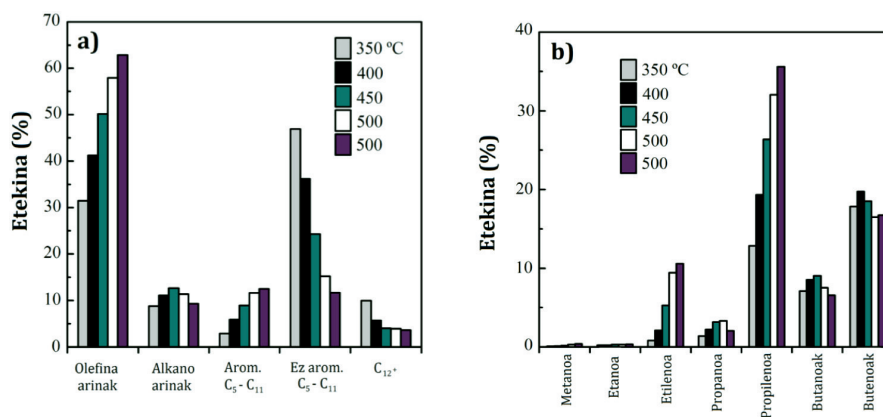 a)
Etekina (%)
70
60
50
40
30
20
10
0
350 ºC
400
450
500
500
Olefina
arinak
Alkano
arinak
Arom.
C5 - C11
Ez arom.
C5 - C11
C12+
b)
Etekina (%)
40
30
20
10
0
350 ºC
400
450
500
500
Metanoa
Etanoa
Etilenoa
Propanoa
Propilenoa
Butanoak
Butenoak